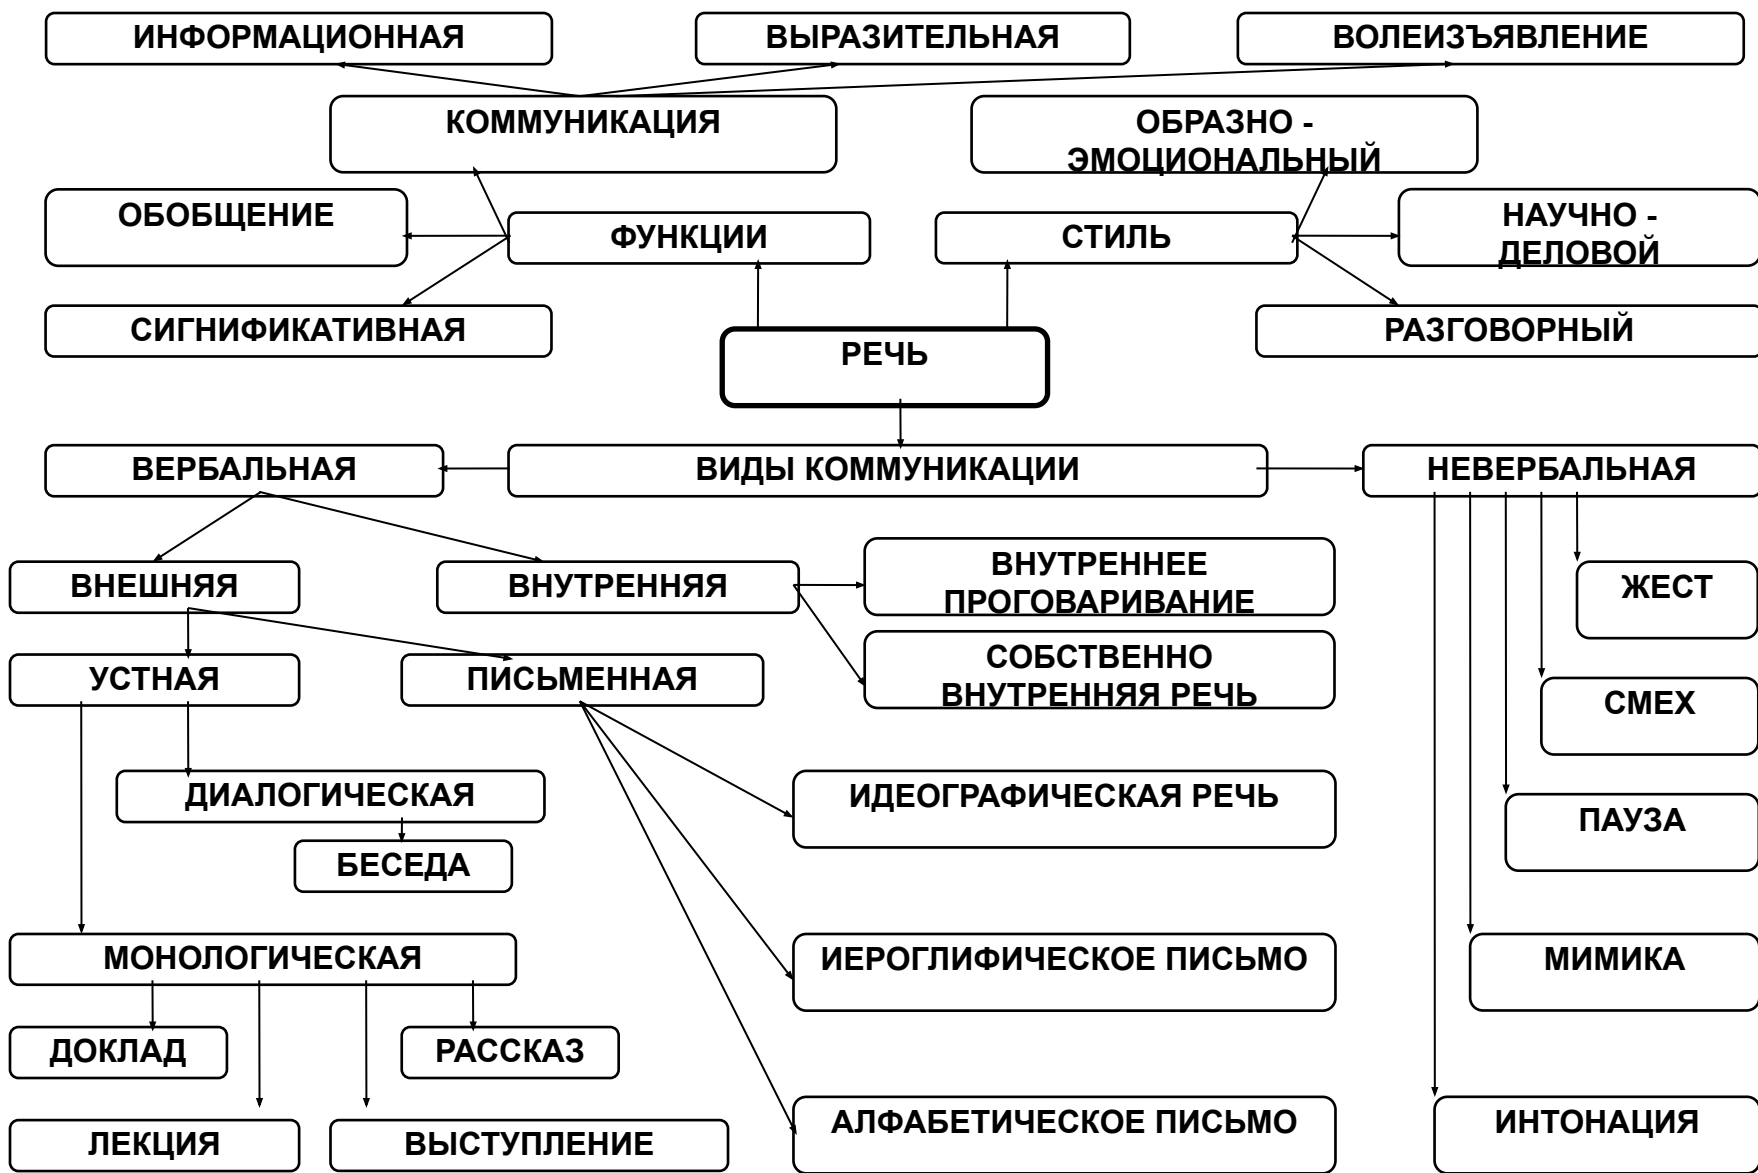 ИНФОРМАЦИОННАЯ
ВЫРАЗИТЕЛЬНАЯ
ВОЛЕИЗЪЯВЛЕНИЕ
КОММУНИКАЦИЯ
ОБРАЗНО -
ЭМОЦИОНАЛЬНЫЙ
ОБОБЩЕНИЕ
ФУНКЦИИ
СТИЛЬ
НАУЧНО -
ДЕЛОВОЙ
СИГНИФИКАТИВНАЯ
РАЗГОВОРНЫЙ
РЕЧЬ
ВЕРБАЛЬНАЯ
ВИДЫ КОММУНИКАЦИИ
НЕВЕРБАЛЬНАЯ
ВНЕШНЯЯ
ВНУТРЕННЯЯ
ВНУТРЕННЕЕ
ПРОГОВАРИВАНИЕ
ЖЕСТ
УСТНАЯ
ПИСЬМЕННАЯ
СОБСТВЕННО
ВНУТРЕННЯЯ РЕЧЬ
СМЕХ
ДИАЛОГИЧЕСКАЯ
ИДЕОГРАФИЧЕСКАЯ РЕЧЬ
ПАУЗА
БЕСЕДА
МОНОЛОГИЧЕСКАЯ
ИЕРОГЛИФИЧЕСКОЕ ПИСЬМО
МИМИКА
ДОКЛАД
РАССКАЗ
ЛЕКЦИЯ
ВЫСТУПЛЕНИЕ
АЛФАБЕТИЧЕСКОЕ ПИСЬМО
ИНТОНАЦИЯ